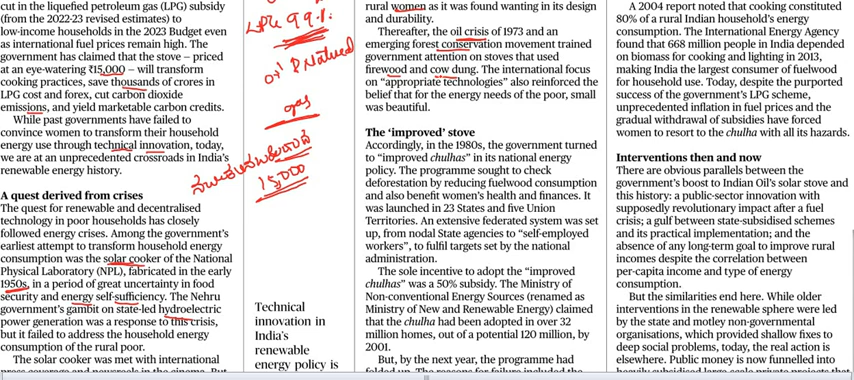 cut in the liquefied petroleum gas (LPG) subsidy
(from the 2022-23 revised estimates) to
low-income households in the 2023 Budget even
as international fuel prices remain high. The
government has claimed that the stove – priced
at an eye-watering ₹15,000 – will transform
cooking practices, save thousands of crores in
LPG cost and forex, cut carbon dioxide
emissions, and yield marketable carbon credits.
While past governments have failed to
convince women to transform their household
energy use through technical innovation, today,
we are at an unprecedented crossroads in India's
renewable energy history.
A quest derived from crises
The quest for renewable and decentralised
technology in poor households has closely
followed energy crises. Among the government's
earliest attempt to transform household energy
consumption was the solar cooker of the National
Physical Laboratory (NPL), fabricated in the early
1950s, in a period of great uncertainty in food
security and energy self-sufficiency. The Nehru
government's gambit on state-led hydroelectric
power generation was a response to this crisis,
but it failed to address the household energy
consumption of the rural poor.
The solar cooker was met with international
press coverage and newsreels in the cinema. But
LPG 99%
oil Natural
gas
15,000
Technical
innovation in
India's
renewable
energy policy is
rural women as it was found wanting in its design
and durability.
Thereafter, the oil crisis of 1973 and an
emerging forest conservation movement trained
government attention on stoves that used
firewood and cow dung. The international focus
on "appropriate technologies" also reinforced the
belief that for the energy needs of the poor, small
was beautiful.
The 'improved' stove
Accordingly, in the 1980s, the government turned
to "improved chulhas" in its national energy
policy. The programme sought to check
deforestation by reducing fuelwood consumption
and also benefit women's health and finances. It
was launched in 23 States and five Union
Territories. An extensive federated system was set
up, from nodal State agencies to "self-employed
workers", to fulfil targets set by the national
administration.
The sole incentive to adopt the "improved
chulhas" was a 50% subsidy. The Ministry of
Non-conventional Energy Sources (renamed as
Ministry of New and Renewable Energy) claimed
that the chulha had been adopted in over 32
million homes, out of a potential 120 million, by
2001.
But, by the next year, the programme had
folded up. The reasons for failure included the
A 2004 report noted that cooking constituted
80% of a rural Indian household's energy
consumption. The International Energy Agency
found that 668 million people in India depended
on biomass for cooking and lighting in 2013,
making India the largest consumer of fuelwood
for household use. Today, despite the purported
success of the government's LPG scheme,
unprecedented inflation in fuel prices and the
gradual withdrawal of subsidies have forced
women to resort to the chulha with all its hazards.
Interventions then and now
There are obvious parallels between the
government's boost to Indian Oil's solar stove and
this history: a public-sector innovation with
supposedly revolutionary impact after a fuel
crisis; a gulf between state-subsidised schemes
and its practical implementation; and the
absence of any long-term goal to improve rural
incomes despite the correlation between
per-capita income and type of energy
consumption.
But the similarities end here. While older
interventions in the renewable sphere were led
by the state and motley non-governmental
organisations, which provided shallow fixes to
deep social problems, today, the real action is
elsewhere. Public money is now funnelled into
heavily subsidised large-scale private projects that